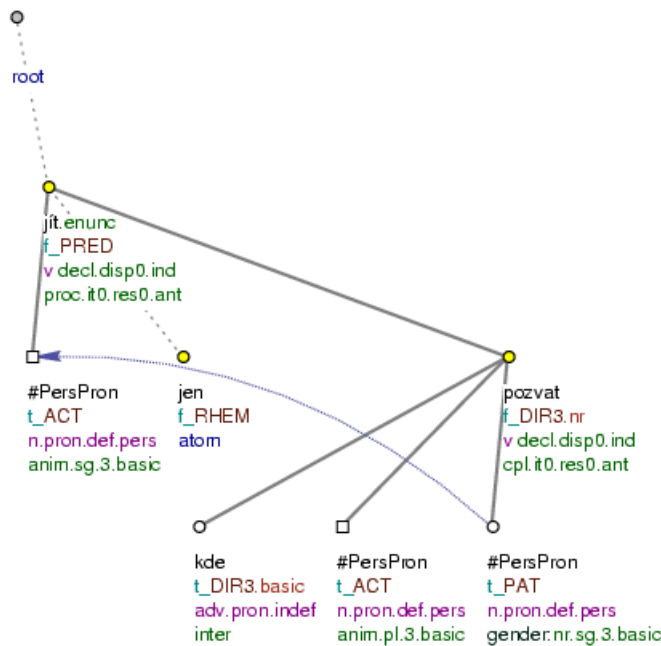 root
jít.enunc
f_PRED
v decl.disp0.ind
proc.it0.res0.ant
#PersPron
t_ACT
n.pron.def.pers
anim.sg.3.basic
jen
f_RHEM
atom
pozvat
f_DIR3.nr
v decl.disp0.ind
cpl.it0.res0.ant
kde
t_DIR3.basic
adv.pron.indef
inter
#PersPron
t_ACT
n.pron.def.pers
anim.pl.3.basic
#PersPron
t_PAT
n.pron.def.pers
gender.nr.sg.3.basic